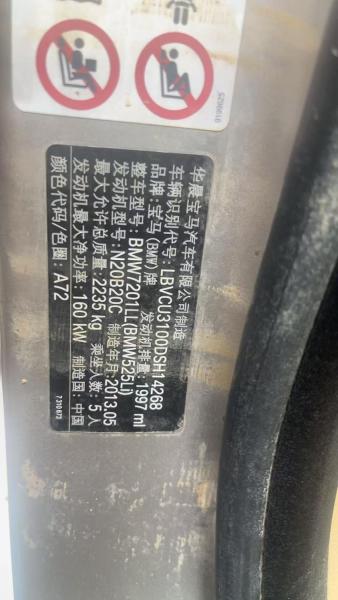 华晨宝马汽车有限公司制造
车辆识别代号: LBVCU3100DSH14268
品牌: 宝马(BMW)牌 发动机排量: 1997 ml
整车型号: BMW7201LL(BMW525Li)
发动机型号: N20B20C 制造年月: 2013.05
最大允许总质量: 2235 kg 乘坐人数: 5人
发动机最大净功率: 160 kW 制造国: 中国
颜色代码/色圈: A72
7 310 673